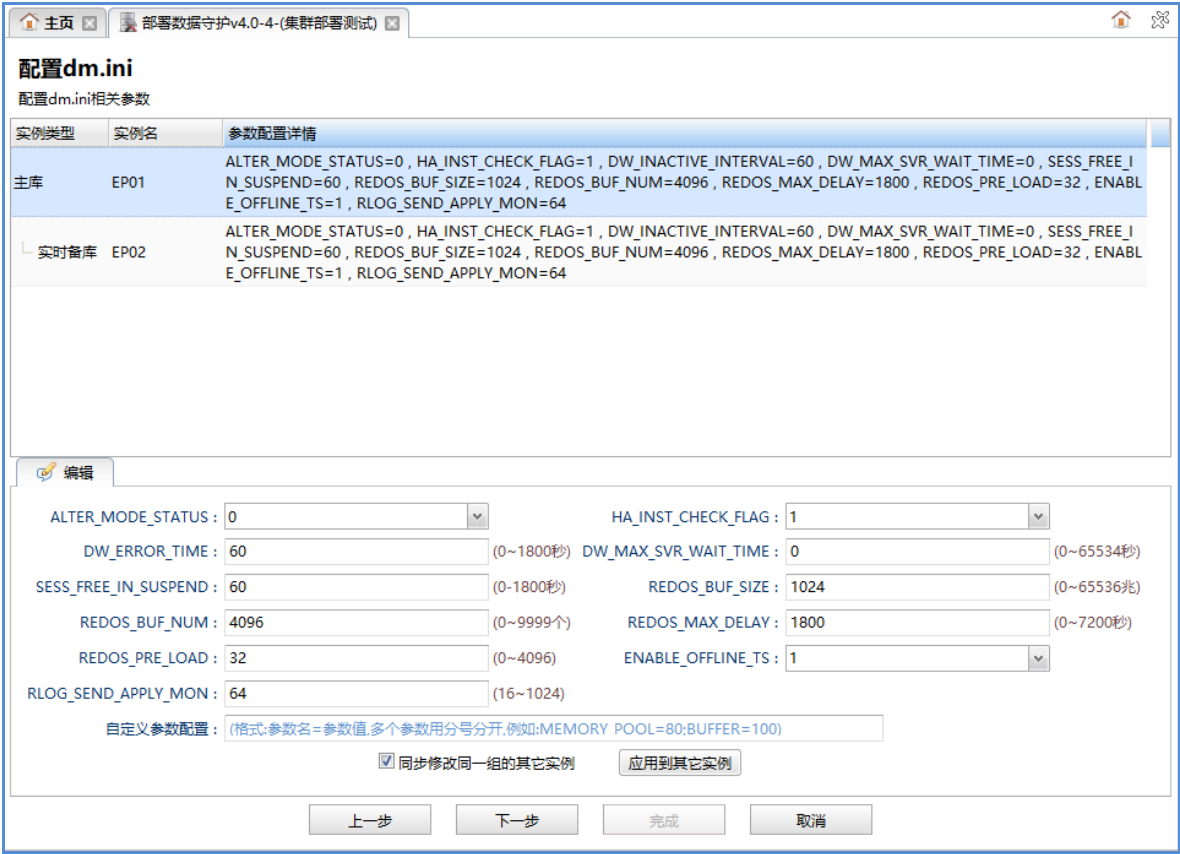 主页
部署数据守护v4.0-4-(集群部署测试)
配置dm.ini
配置dm.ini相关参数
实例类型 实例名 参数配置详情
主库 EP01 ALTER_MODE_STATUS=0 , HA_INST_CHECK_FLAG=1 , DW_INACTIVE_INTERVAL=60 , DW_MAX_SVR_WAIT_TIME=0 , SESS_FREE_I
N_SUSPEND=60 , REDOS_BUF_SIZE=1024 , REDOS_BUF_NUM=4096 , REDOS_MAX_DELAY=1800 , REDOS_PRE_LOAD=32 , ENABL
E_OFFLINE_TS=1 , RLOG_SEND_APPLY_MON=64
实时备库 EP02 ALTER_MODE_STATUS=0 , HA_INST_CHECK_FLAG=1 , DW_INACTIVE_INTERVAL=60 , DW_MAX_SVR_WAIT_TIME=0 , SESS_FREE_I
N_SUSPEND=60 , REDOS_BUF_SIZE=1024 , REDOS_BUF_NUM=4096 , REDOS_MAX_DELAY=1800 , REDOS_PRE_LOAD=32 , ENABL
E_OFFLINE_TS=1 , RLOG_SEND_APPLY_MON=64
编辑
ALTER_MODE_STATUS : 0 HA_INST_CHECK_FLAG : 1
DW_ERROR_TIME : 60 (0~1800秒) DW_MAX_SVR_WAIT_TIME : 0 (0~65534秒)
SESS_FREE_IN_SUSPEND : 60 (0-1800秒) REDOS_BUF_SIZE : 1024 (0~65536兆)
REDOS_BUF_NUM : 4096 (0~9999个) REDOS_MAX_DELAY : 1800 (0~7200秒)
REDOS_PRE_LOAD : 32 (0~4096) ENABLE_OFFLINE_TS : 1
RLOG_SEND_APPLY_MON : 64 (16~1024)
自定义参数配置 : (格式:参数名=参数值,多个参数用分号分开,例如:MEMORY_POOL=80;BUFFER=100)
同步修改同一组的其它实例 应用到其它实例
上一步 下一步 完成 取消